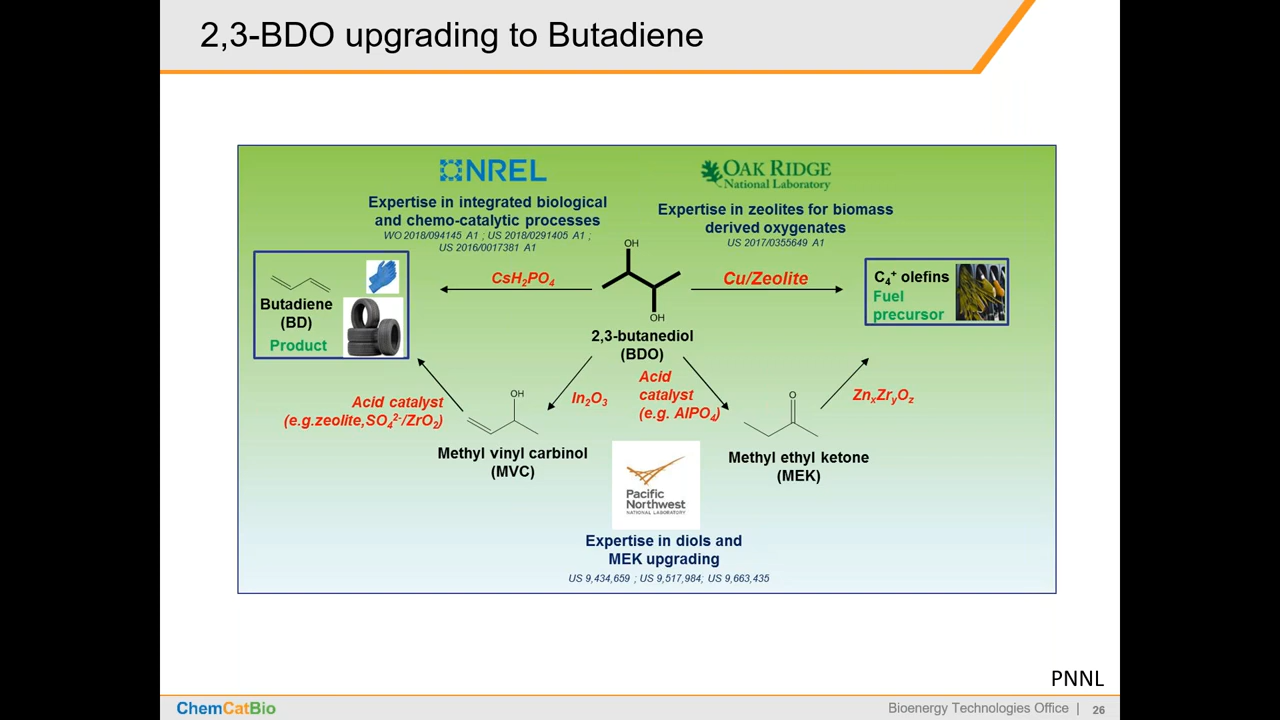 2,3-BDO upgrading to Butadiene
NREL
Expertise in integrated biological
and chemo-catalytic processes
WO 2018/094145 A1 ; US 2018/0291405 A1 ;
US 2016/0017381 A1
OAK RIDGE
National Laboratory
Expertise in zeolites for biomass
derived oxygenates
US 2017/0355649 A1
Butadiene
(BD)
Product
CsH₂PO₄
OH
OH
2,3-butanediol
(BDO)
Cu/Zeolite
C₄⁺ olefins
Fuel
precursor
Acid catalyst
(e.g.zeolite,SO₄²⁻/ZrO₂)
In₂O₃
Acid
catalyst
(e.g. AlPO₄)
ZnₓZrᵧO𝓏
OH
Methyl vinyl carbinol
(MVC)
O
Methyl ethyl ketone
(MEK)
Pacific
Northwest
NATIONAL LABORATORY
Expertise in diols and
MEK upgrading
US 9,434,659 ; US 9,517,984; US 9,663,435
PNNL
ChemCatBio
Bioenergy Technologies Office | 26